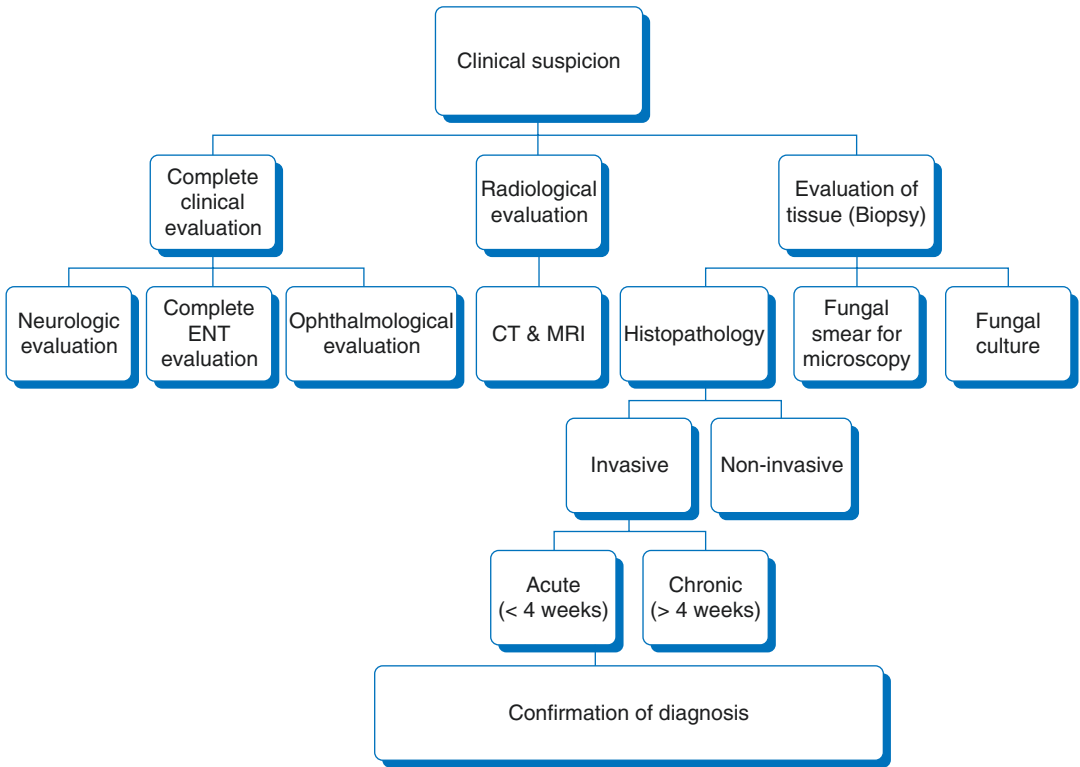 Clinical suspicion
Complete
clinical
evaluation
Radiological
evaluation
Evaluation of
tissue (Biopsy)
Neurologic
evaluation
Complete
ENT
evaluation
Ophthalmological
evaluation
CT & MRI
Histopathology
Fungal
smear for
microscopy
Fungal
culture
Invasive
Non-invasive
Acute
(< 4 weeks)
Chronic
(> 4 weeks)
Confirmation of diagnosis